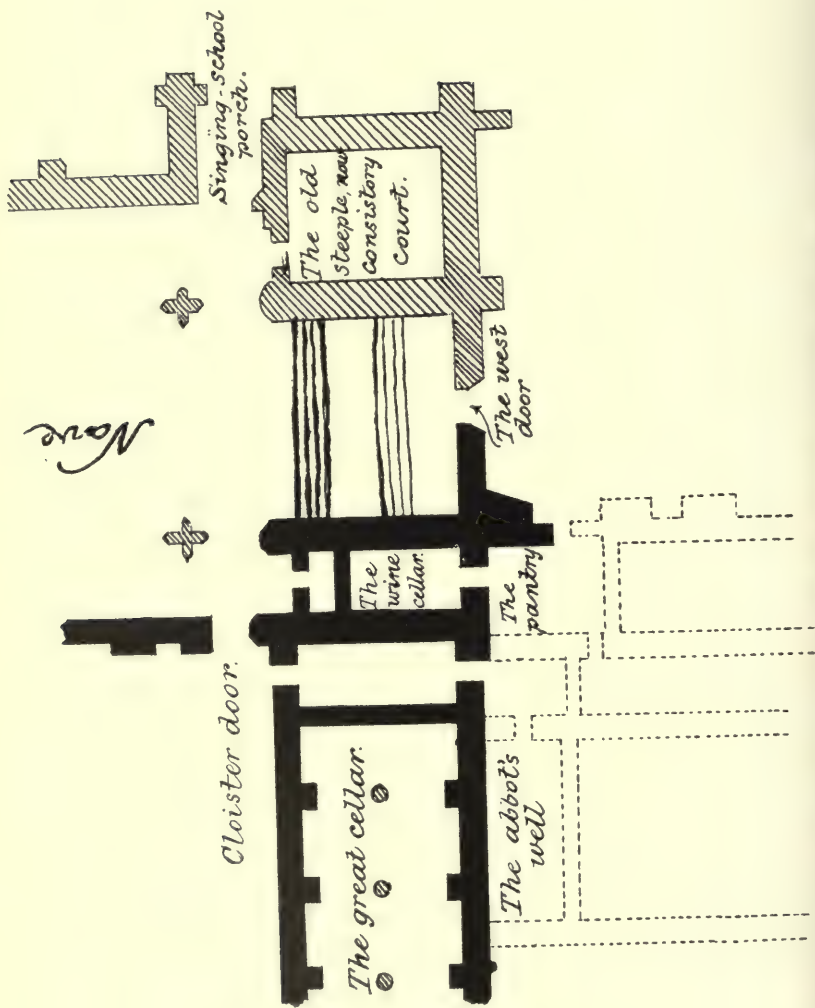 Singing-school
porch.
The old
steeple, now
consistory
court.
Nave
The west
door
The
wine
cellar.
The
pantry
Cloister door.
The great cellar.
The abbot's
well